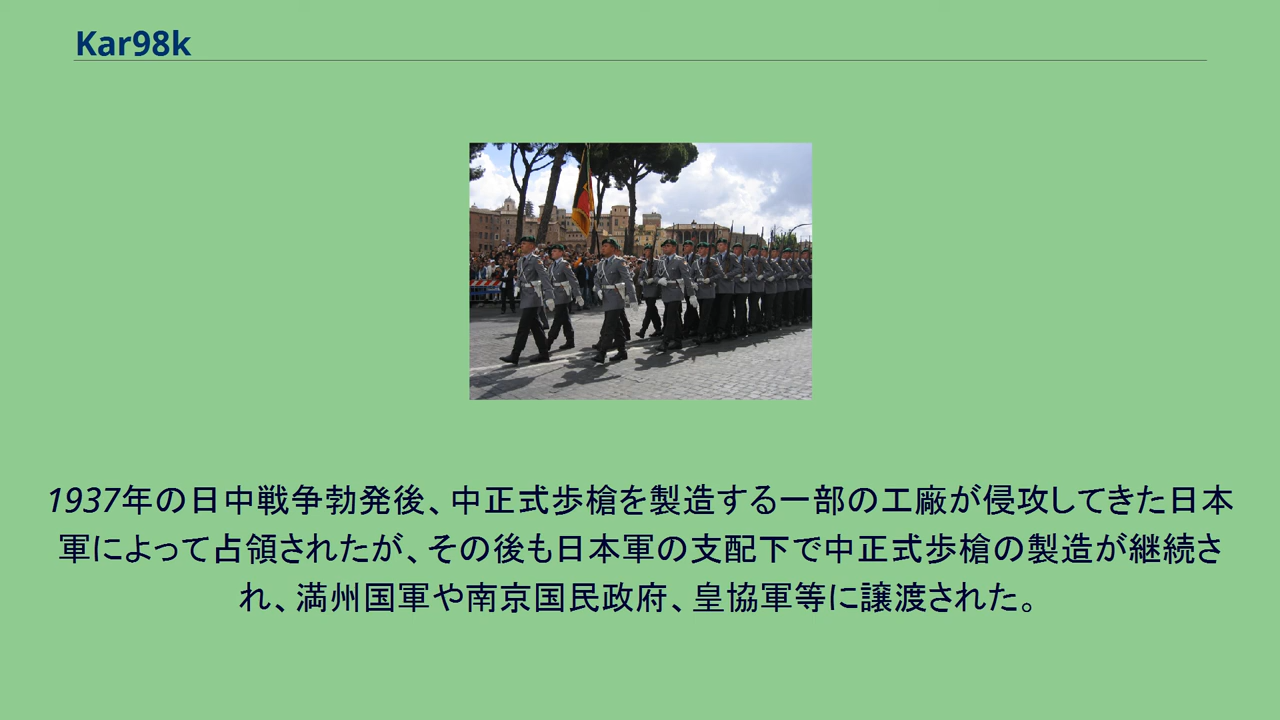 Kar98k
1937年の日中戦争勃発後、中正式歩槍を製造する一部の工廠が侵攻してきた日本
軍によって占領されたが、その後も日本軍の支配下で中正式歩槍の製造が継続さ
れ、満州国軍や南京国民政府、皇協軍等に譲渡された。